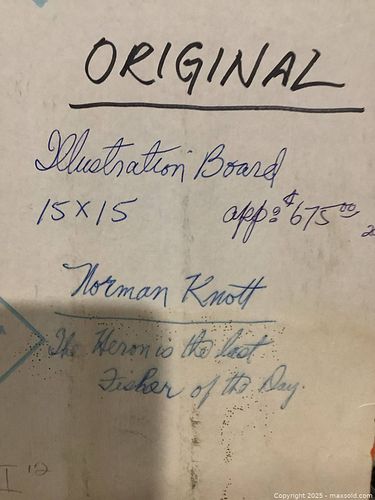 ORIGINAL
Illustration Board
15 x 15 app: $675.00
Norman Knott
The Heron is the last
Fisher of the Day.
Copyright © 2025 - maxsold.com